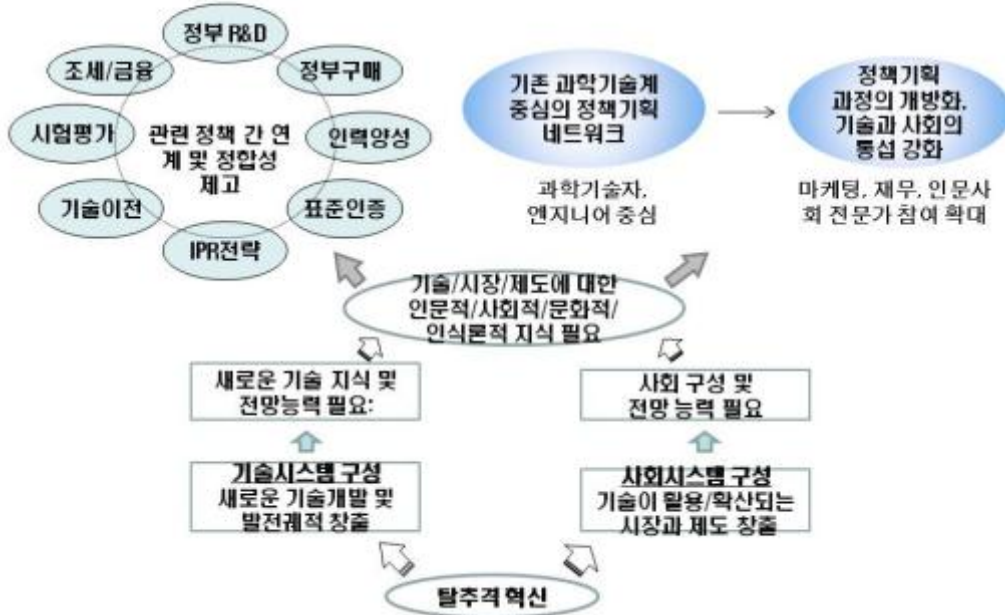 정부 R&D
조세/금융
정부구매
시험평가
인력양성
관련 정책 간 연
계 및 정합성
제고
기술이전
표준인증
IPR전략
기존 과학기술계
중심의 정책기획
네트워크
정책기획
과정의 개방화,
기술과 사회의
통섭 강화
과학기술자,
엔지니어 중심
마케팅, 재무, 인문사
회 전문가 참여 확대
기술/시장/제도에 대한
인문적/사회적/문화적/
인식론적 지식 필요
새로운 기술 지식 및
전망능력 필요:
사회 구성 및
전망 능력 필요
기술시스템 구성
새로운 기술개발 및
발전궤적 창출
사회시스템 구성
기술이 활용/확산되는
시장과 제도 창출
탈추격 혁신